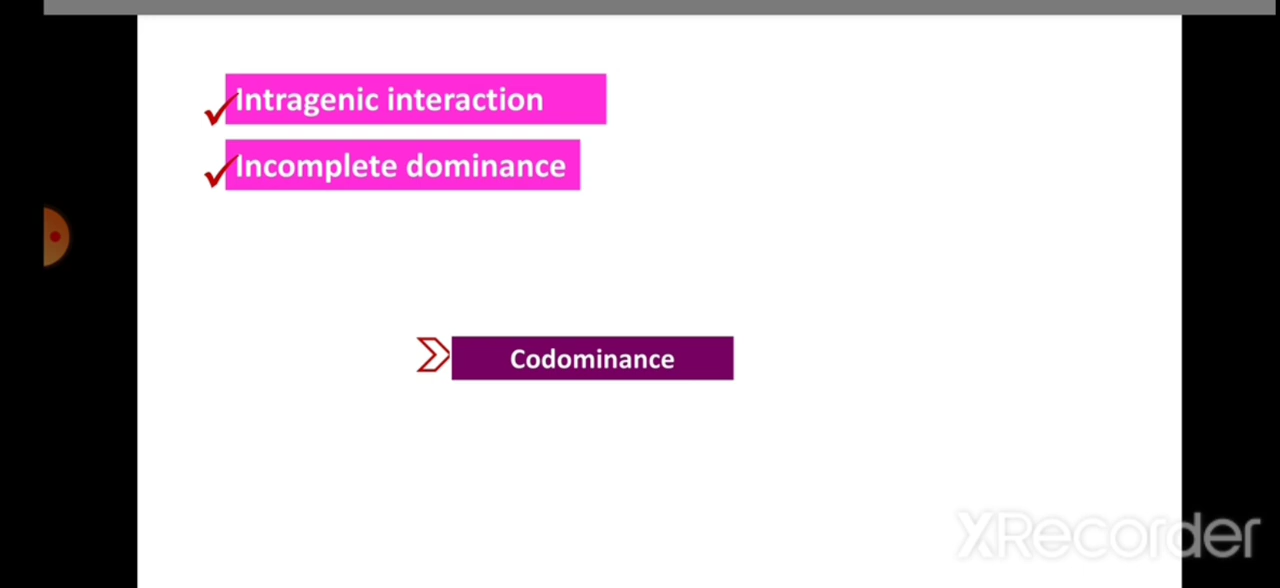 Intragenic interaction
Incomplete dominance
Codominance
XRecorder